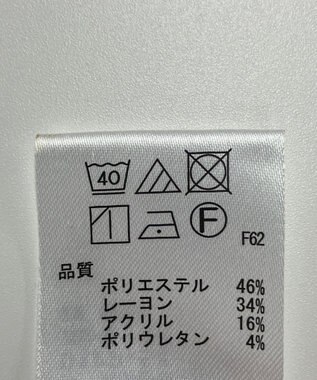 40
F
F62
品質
ポリエステル 46%
レーヨン 34%
アクリル 16%
ポリウレタン 4%